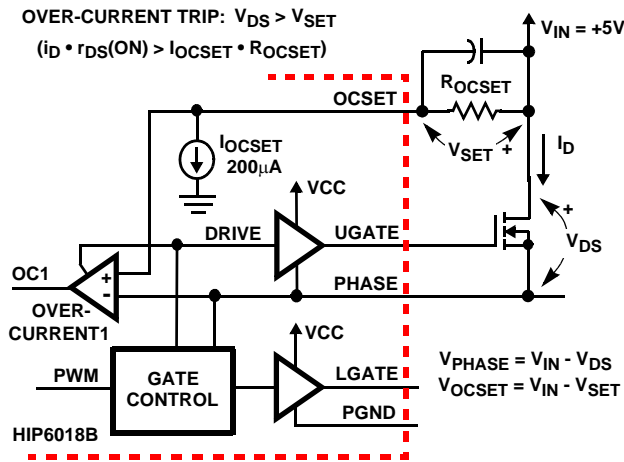 OVER-CURRENT TRIP: VDS > VSET
(iD • rDS(ON) > IOCSET • ROCSET)
VIN = +5V
ROCSET
OCSET
IOCSET
200μA
VSET +
ID
VCC
DRIVE
UGATE
+
VDS
-
OC1
+
-
PHASE
OVER-
CURRENT1
VCC
PWM
GATE
CONTROL
LGATE
PGND
VPHASE = VIN - VDS
VOCSET = VIN - VSET
HIP6018B